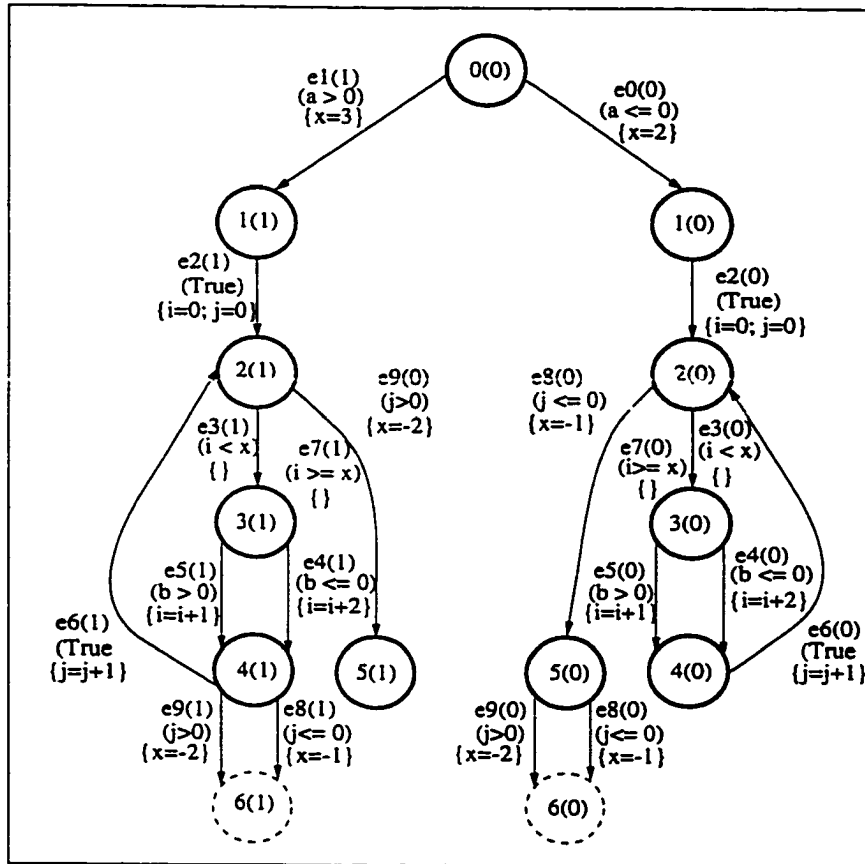 0(0)
e1(1)
(a > 0)
{x=3}
e0(0)
(a <= 0)
{x=2}
1(1)
1(0)
e2(1)
(True)
{i=0; j=0}
e2(0)
(True)
{i=0; j=0}
2(1)
e9(0)
(j>0)
{x=-2}
e8(0)
(j <= 0)
{x=-1}
2(0)
e3(1)
(i < x)
{ }
e7(1)
(i >= x)
{ }
e7(0)
(i>= x)
{ }
e3(0)
(i < x)
{ }
3(1)
3(0)
e5(1)
(b > 0)
{i=i+1}
e4(1)
(b <= 0)
{i=i+2}
e5(0)
(b > 0)
{i=i+1}
e4(0)
(b <= 0)
{i=i+2}
e6(1)
(True
{j=j+1}
e6(0)
(True
{j=j+1}
4(1)
5(1)
5(0)
4(0)
e9(1)
(j>0)
{x=-2}
e8(1)
(j<= 0)
{x=-1}
e9(0)
(j>0)
{x=-2}
e8(0)
(j<= 0)
{x=-1}
6(1)
6(0)